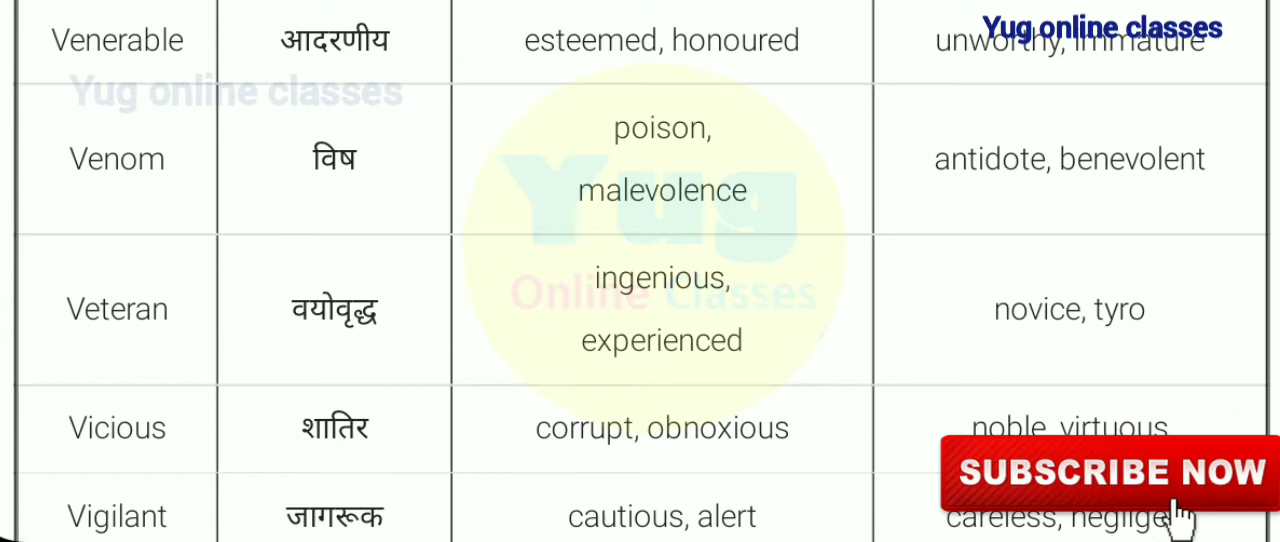 Venerable आदरणीय esteemed, honoured unworthy, immature
Yug online classes
Yug online classes
Venom विष poison, malevolence antidote, benevolent
Yug
Online Classes
Veteran वयोवृद्ध ingenious, experienced novice, tyro
Vicious शातिर corrupt, obnoxious noble, virtuous
SUBSCRIBE NOW
Vigilant जागरूक cautious, alert careless,